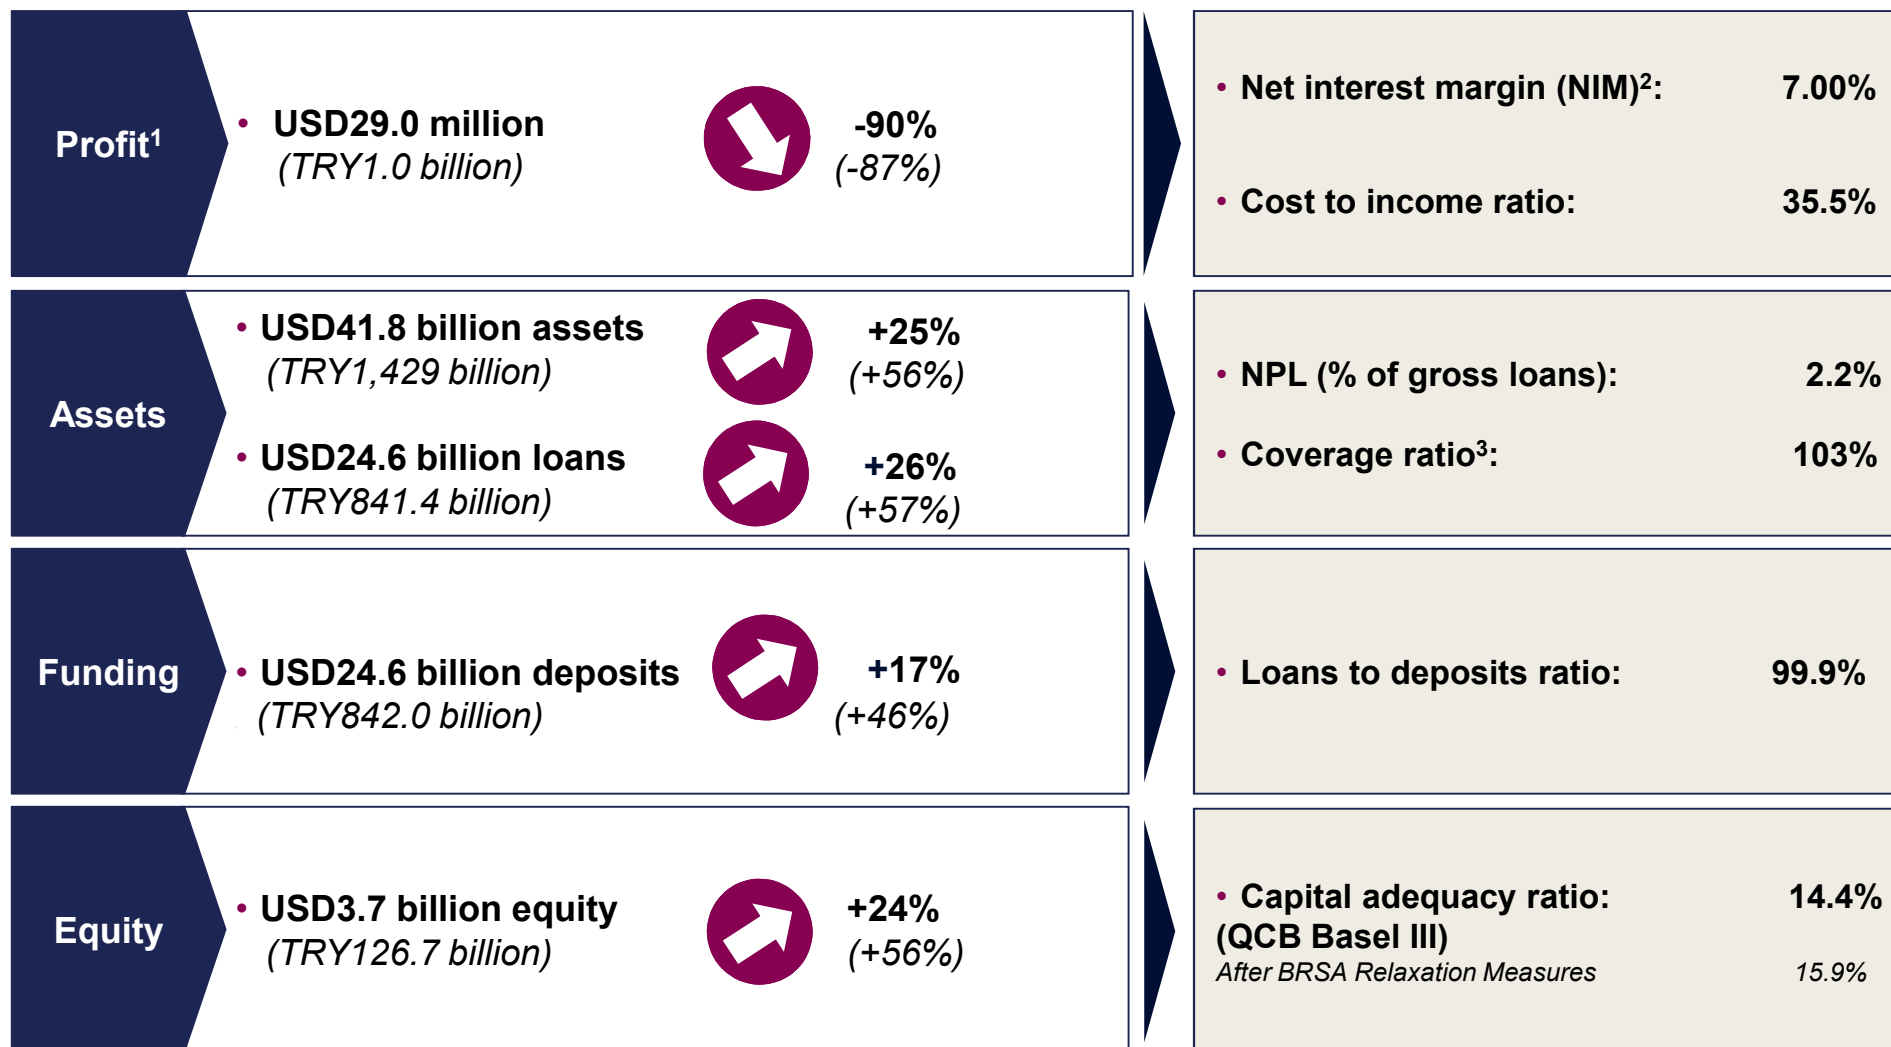 Profit¹
• USD29.0 million
(TRY1.0 billion)
-90%
(-87%)
• Net interest margin (NIM)²: 7.00%
• Cost to income ratio: 35.5%
Assets
• USD41.8 billion assets
(TRY1,429 billion)
+25%
(+56%)
• USD24.6 billion loans
(TRY841.4 billion)
+26%
(+57%)
• NPL (% of gross loans): 2.2%
• Coverage ratio³: 103%
Funding
• USD24.6 billion deposits
(TRY842.0 billion)
+17%
(+46%)
• Loans to deposits ratio: 99.9%
Equity
• USD3.7 billion equity
(TRY126.7 billion)
+24%
(+56%)
• Capital adequacy ratio: 14.4%
(QCB Basel III)
After BRSA Relaxation Measures 15.9%